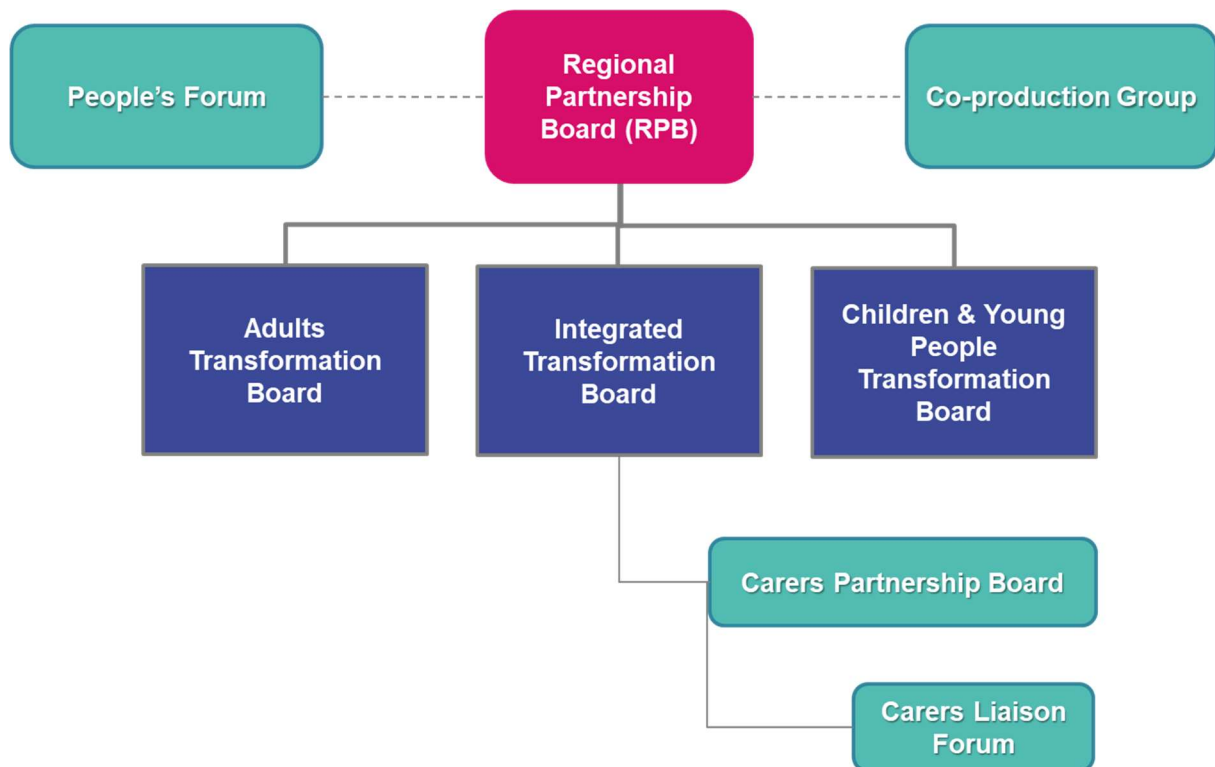 People’s Forum
Regional
Partnership
Board (RPB)
Co-production Group
Adults
Transformation
Board
Integrated
Transformation
Board
Children & Young
People
Transformation
Board
Carers Partnership Board
Carers Liaison
Forum